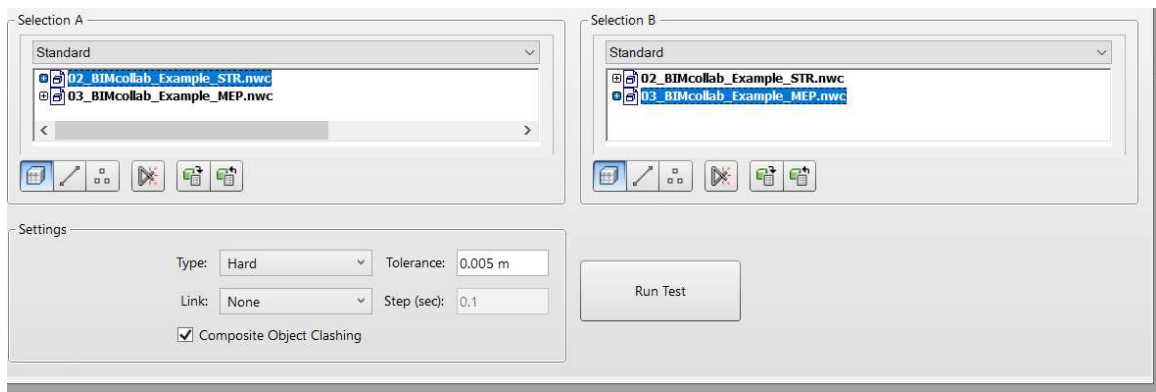 Selection A
Standard
02_BIMcollab_Example_STR.nwc
03_BIMcollab_Example_MEP.nwc
Selection B
Standard
02_BIMcollab_Example_STR.nwc
03_BIMcollab_Example_MEP.nwc
Settings
Type: Hard Tolerance: 0.005 m
Link: None Step (sec): 0.1
Composite Object Clashing
Run Test